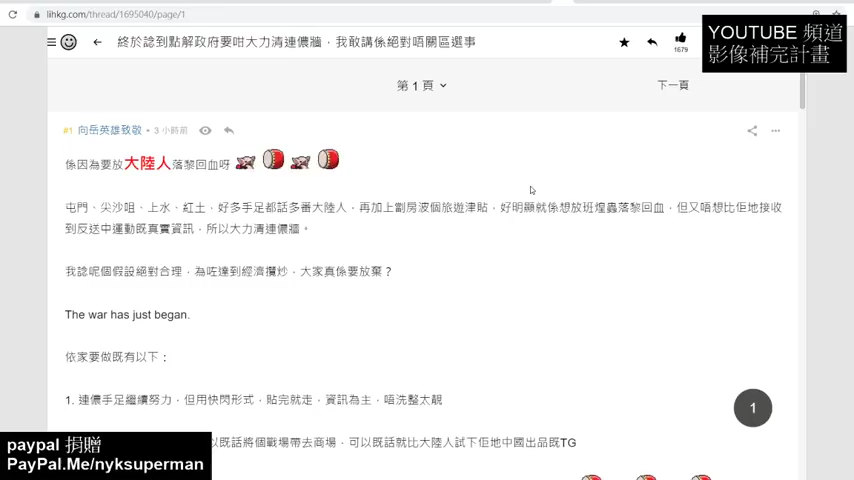 lihkg.com/thread/1695040/page/1
YOUTUBE 頻道
影像補完計畫
終於諗到點解政府要咁大力清連儂牆，我敢講係絕對唔關區選事
1679
第 1 頁
下一頁
#1 向岳英雄致敬 • 3 小時前
係因為要放大陸人落黎回血呀
屯門、尖沙咀、上水、紅土，好多手足都話多番大陸人，再加上劏房波個旅遊津貼，好明顯就係想放班煌蟲落黎回血，但又唔想比佢地接收
到反送中運動既真實資訊，所以大力清連儂牆。
我諗呢個假設絕對合理，為咗達到經濟攬炒，大家真係要放棄？
The war has just began.
依家要做既有以下：
1. 連儂手足繼續努力，但用快閃形式，貼完就走，資訊為主，唔洗整太靚
以既話將個戰場帶去商場，可以既話就比大陸人試下佢地中國出品既TG
1
paypal 捐贈
PayPal.Me/nyksuperman